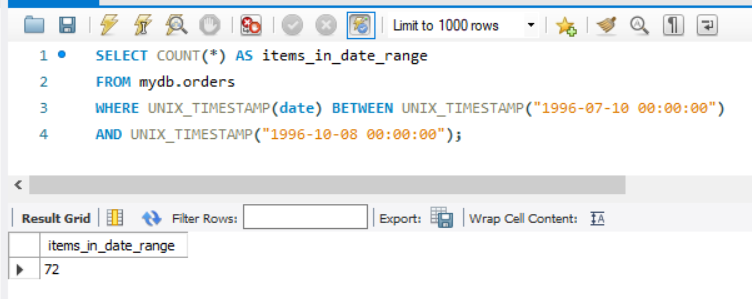 Limit to 1000 rows
1 SELECT COUNT(*) AS items_in_date_range
2 FROM mydb.orders
3 WHERE UNIX_TIMESTAMP(date) BETWEEN UNIX_TIMESTAMP("1996-07-10 00:00:00")
4 AND UNIX_TIMESTAMP("1996-10-08 00:00:00");
Result Grid Filter Rows: Export: Wrap Cell Content: IA
items_in_date_range
72